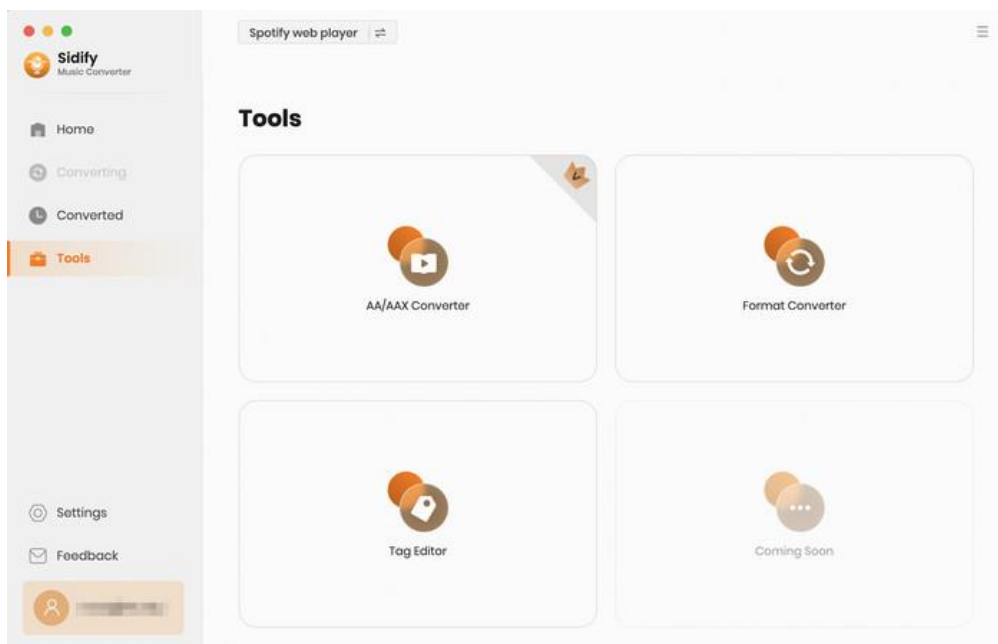 Sidify
Music Converter
Home
Converting
Converted
Tools
Settings
Feedback
Spotify web player
Tools
AA/AAX Converter
Format Converter
Tag Editor
Coming Soon